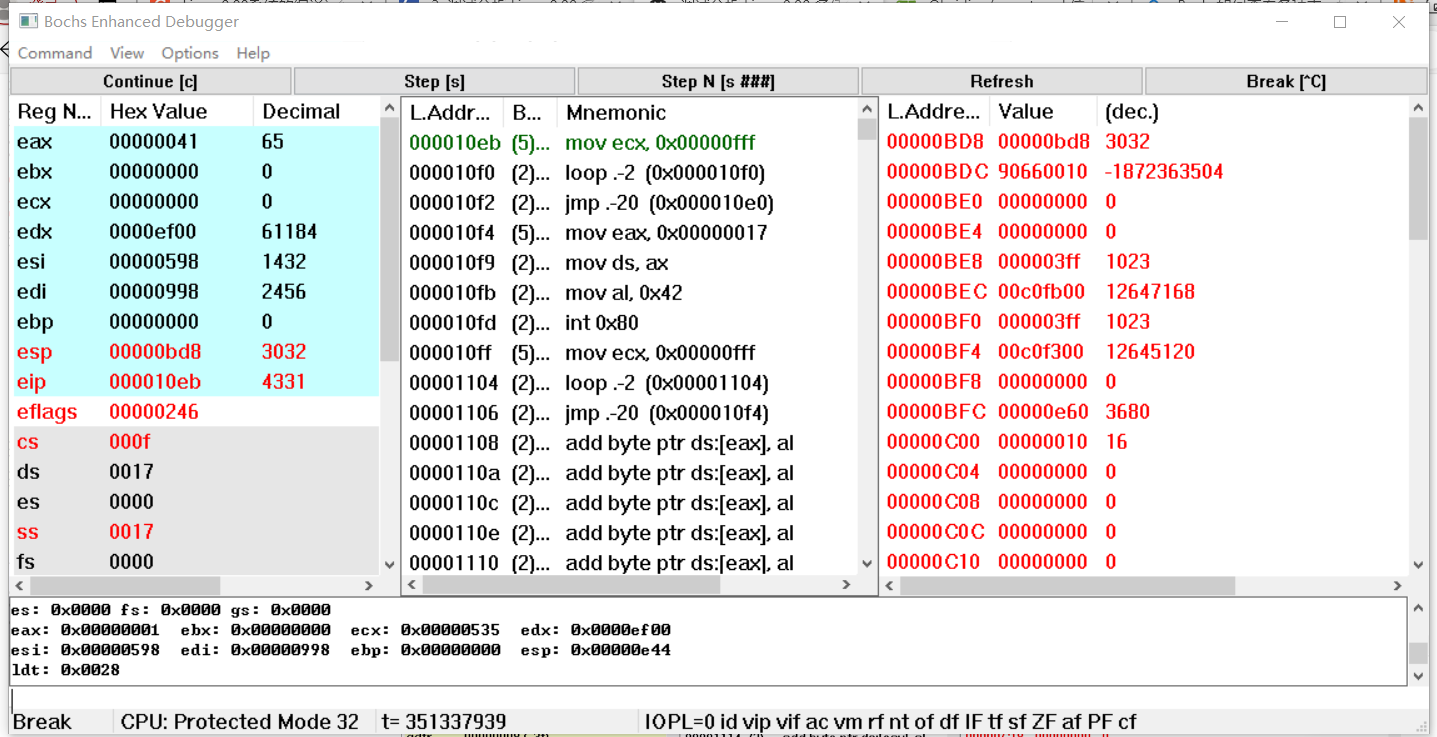 Bochs Enhanced Debugger
Command View Options Help
Continue [c] Step [s] Step N [s ###] Refresh Break [^C]
Reg N... Hex Value Decimal
eax 00000041 65
ebx 00000000 0
ecx 00000000 0
edx 0000ef00 61184
esi 00000598 1432
edi 00000998 2456
ebp 00000000 0
esp 00000bd8 3032
eip 000010eb 4331
eflags 00000246
cs 000f
ds 0017
es 0000
ss 0017
fs 0000
L.Addr... B... Mnemonic
000010eb (5)... mov ecx, 0x00000fff
000010f0 (2)... loop .-2 (0x000010f0)
000010f2 (2)... jmp .-20 (0x000010e0)
000010f4 (5)... mov eax, 0x00000017
000010f9 (2)... mov ds, ax
000010fb (2)... mov al, 0x42
000010fd (2)... int 0x80
000010ff (5)... mov ecx, 0x00000fff
00001104 (2)... loop .-2 (0x00001104)
00001106 (2)... jmp .-20 (0x000010f4)
00001108 (2)... add byte ptr ds:[eax], al
0000110a (2)... add byte ptr ds:[eax], al
0000110c (2)... add byte ptr ds:[eax], al
0000110e (2)... add byte ptr ds:[eax], al
00001110 (2)... add byte ptr ds:[eax], al
L.Addre... Value (dec.)
00000BD8 00000bd8 3032
00000BDC 90660010 -1872363504
00000BE0 00000000 0
00000BE4 00000000 0
00000BE8 000003ff 1023
00000BEC 00c0fb00 12647168
00000BF0 000003ff 1023
00000BF4 00c0f300 12645120
00000BF8 00000000 0
00000BFC 00000e60 3680
00000C00 00000010 16
00000C04 00000000 0
00000C08 00000000 0
00000C0C 00000000 0
00000C10 00000000 0
es: 0x0000 fs: 0x0000 gs: 0x0000
eax: 0x00000001 ebx: 0x00000000 ecx: 0x00000535 edx: 0x0000ef00
esi: 0x00000598 edi: 0x00000998 ebp: 0x00000000 esp: 0x00000e44
ldt: 0x0028
Break CPU: Protected Mode 32 t= 351337939 IOPL=0 id vip vif ac vm rf nt of df IF tf sf ZF af PF cf